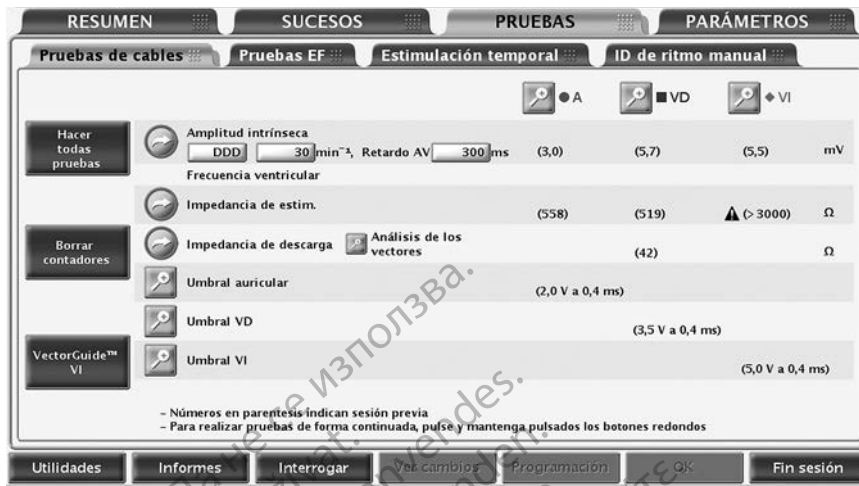 RESUMEN SUCESOS PRUEBAS PARÁMETROS
Pruebas de cables Pruebas EF Estimulación temporal ID de ritmo manual
A VD VI
Hacer todas pruebas
Amplitud intrínseca
DDD 30 min⁻¹, Retardo AV 300 ms (3,0) (5,7) (5,5) mV
Frecuencia ventricular
Impedancia de estim. (558) (519) (> 3000) Ω
Borrar contadores
Impedancia de descarga Análisis de los vectores (42) Ω
Umbral auricular (2,0 V a 0,4 ms)
Umbral VD (3,5 V a 0,4 ms)
VectorGuide™ VI
Umbral VI (5,0 V a 0,4 ms)
– Números en parentesis indican sesión previa
– Para realizar pruebas de forma continuada, pulse y mantenga pulsados los botones redondos
Utilidades Informes Interrogar Ver cambios Programación OK Fin sesión
Да не се използва.